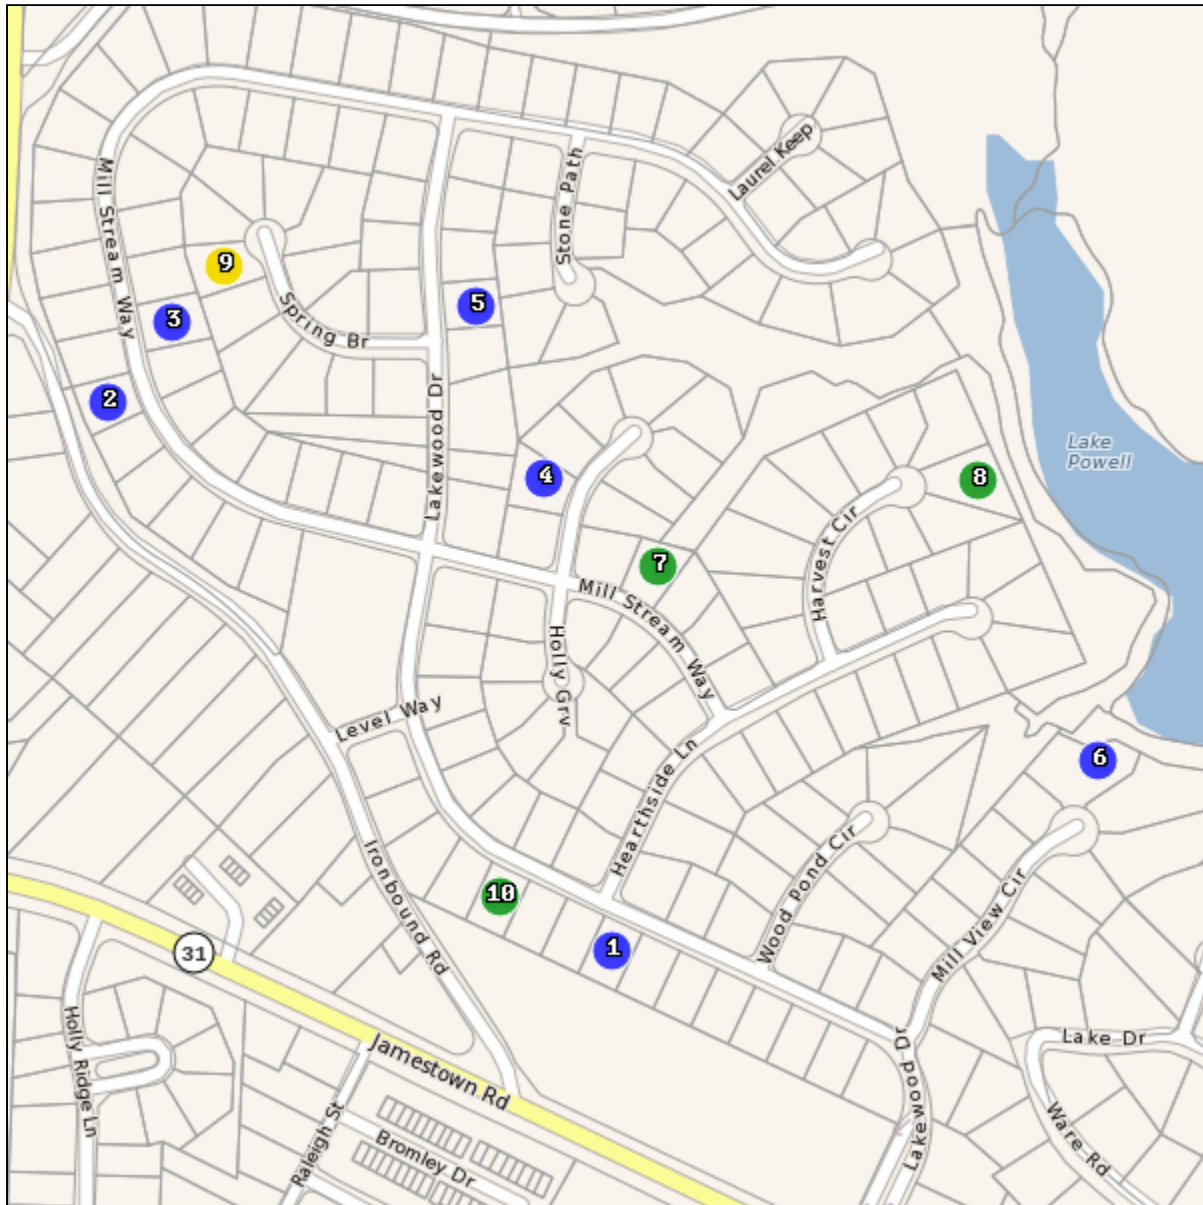 Laurel Keep
Stone Path
Mill Stream Way
9
Spring Br
5
3
2
Lakewood Dr
Lake
Powell
4
8
Harvest Cir
7
Mill Stream Way
Holly Grv
Level Way
Hearthside Ln
6
Ironbound Rd
Wood Pond Cir
Mill View Cir
10
1
31
Holly Ridge Ln
Jamestown Rd
Lakewood Dr
Lake Dr
Raleigh St
Bromley Dr
Ware Rd